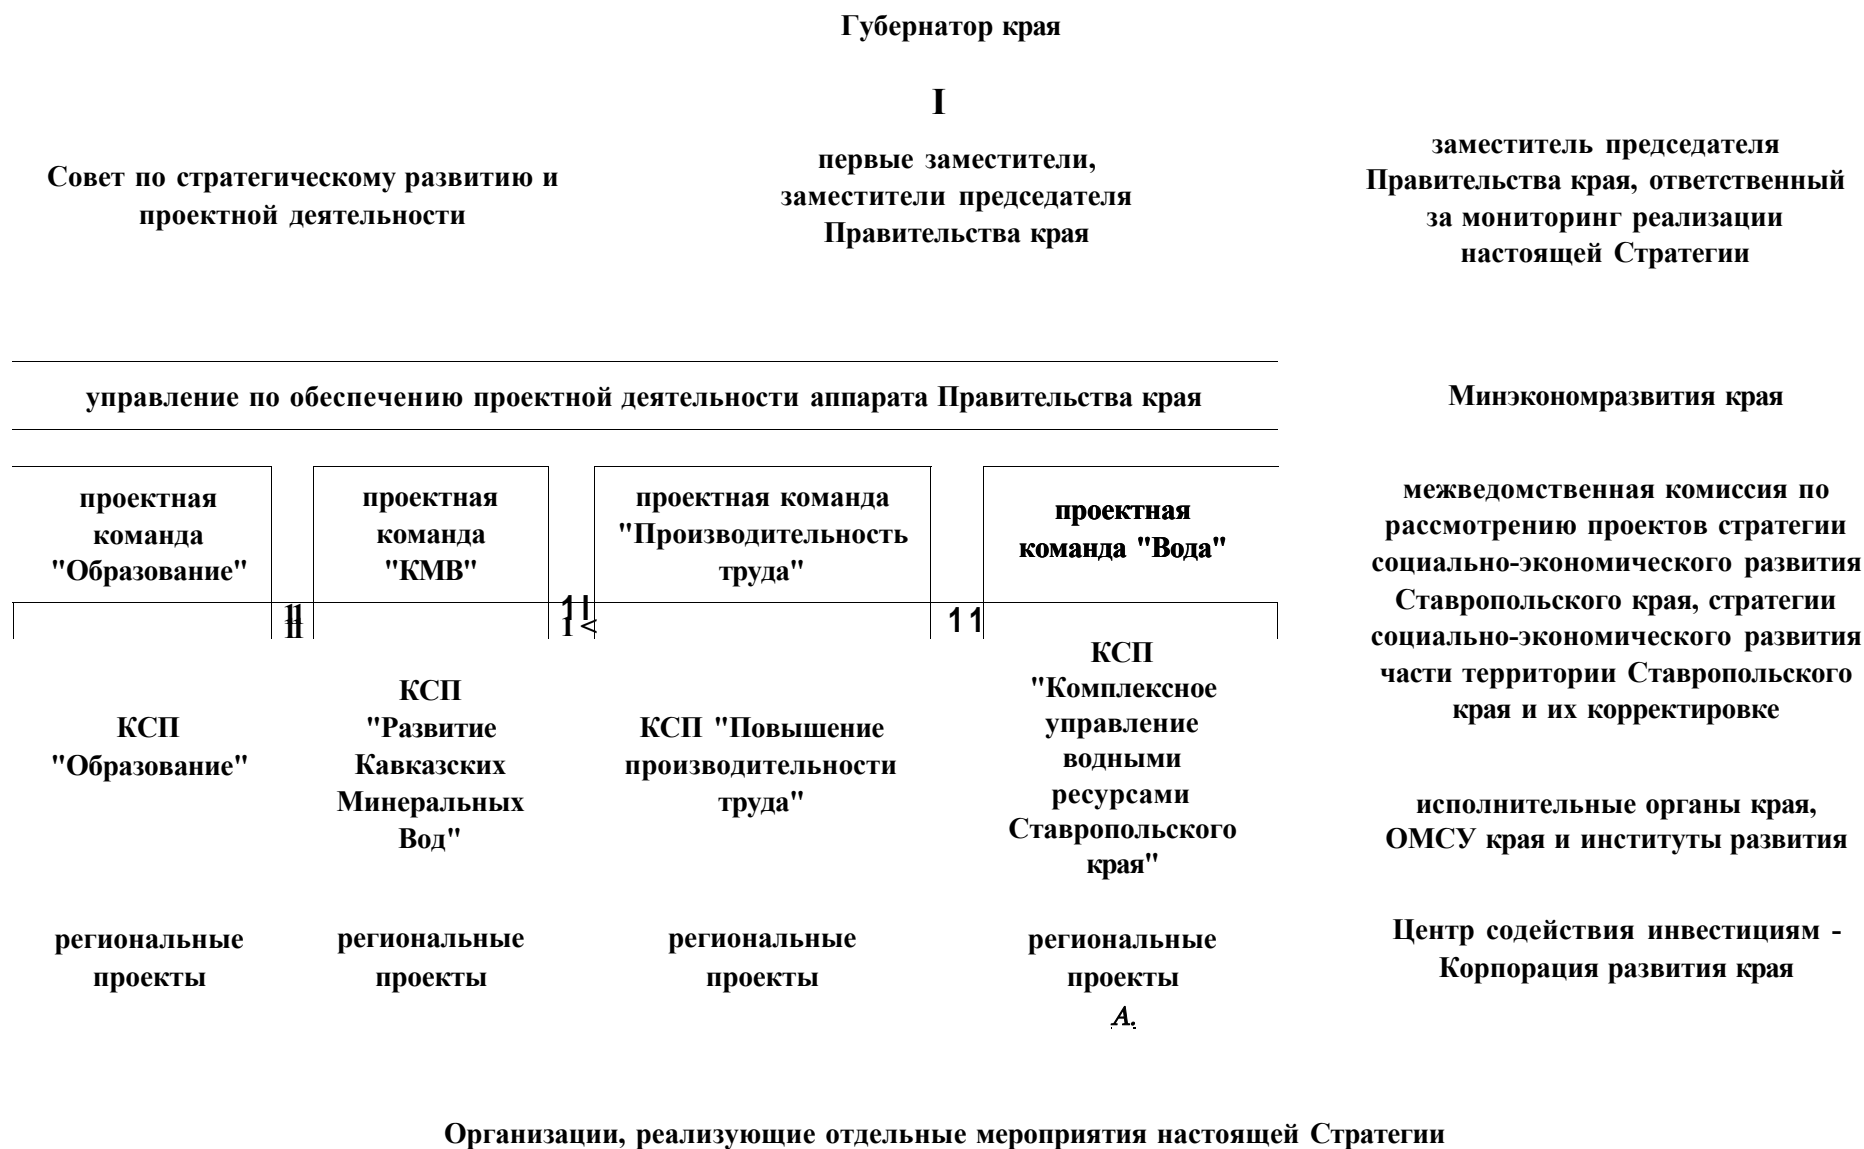 Губернатор края
I
Совет по стратегическому развитию и
проектной деятельности
первые заместители,
заместители председателя
Правительства края
заместитель председателя
Правительства края, ответственный
за мониторинг реализации
настоящей Стратегии
управление по обеспечению проектной деятельности аппарата Правительства края
Минэкономразвития края
проектная
команда
"Образование"
проектная
команда
"КМВ"
проектная команда
"Производительность
труда"
проектная
команда "Вода"
11
КСП
"Образование"
КСП
"Развитие
Кавказских
Минеральных
Вод"
КСП "Повышение
производительности
труда"
КСП
"Комплексное
управление
водными
ресурсами
Ставропольского
края"
региональные
проекты
региональные
проекты
региональные
проекты
региональные
проекты
А.
межведомственная комиссия по
рассмотрению проектов стратегии
социально-экономического развития
Ставропольского края, стратегии
социально-экономического развития
части территории Ставропольского
края и их корректировке
исполнительные органы края,
ОМСУ края и институты развития
Центр содействия инвестициям -
Корпорация развития края
Организации, реализующие отдельные мероприятия настоящей Стратегии